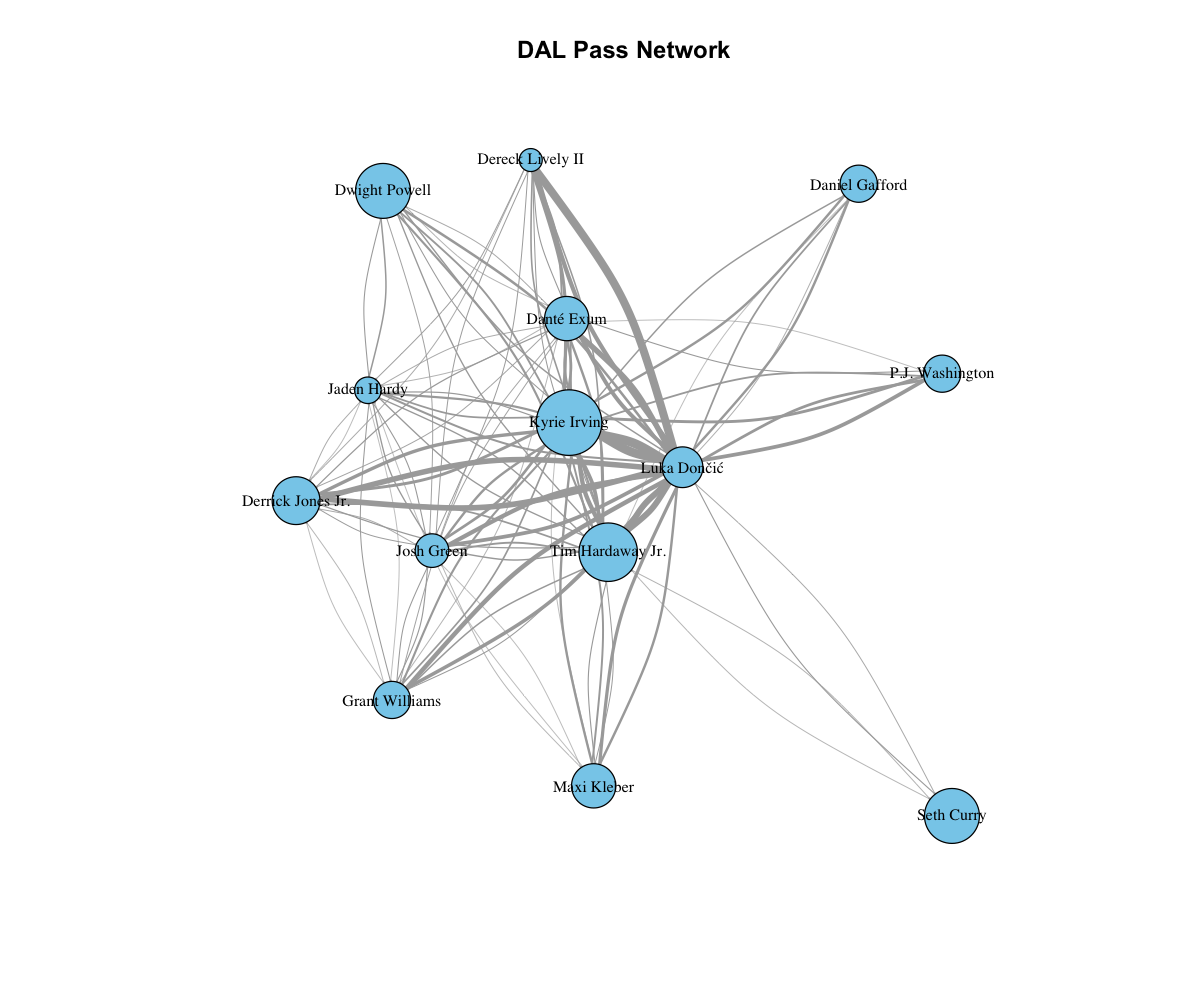 DAL Pass Network
Dereck Lively II
Dwight Powell
Daniel Gafford
Danté Exum
P.J. Washington
Jaden Hardy
Kyrie Irving
Luka Dončić
Derrick Jones Jr.
Josh Green
Tim Hardaway Jr.
Grant Williams
Maxi Kleber
Seth Curry